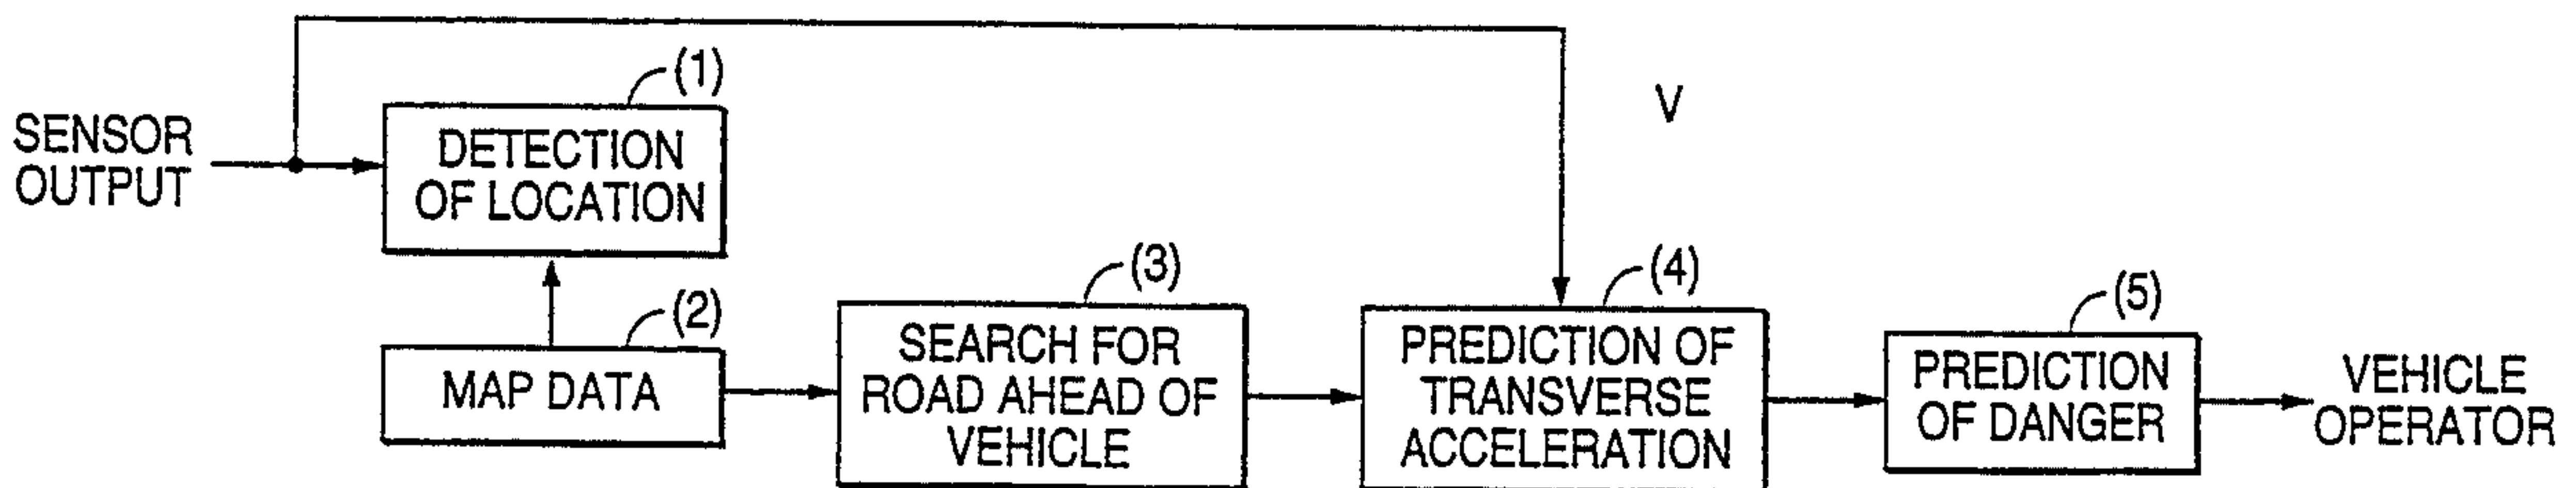 SENSOR
OUTPUT
(1)
DETECTION
OF LOCATION
V
(2)
MAP DATA
(3)
SEARCH FOR
ROAD AHEAD OF
VEHICLE
(4)
PREDICTION OF
TRANSVERSE
ACCELERATION
(5)
PREDICTION
OF DANGER
VEHICLE
OPERATOR